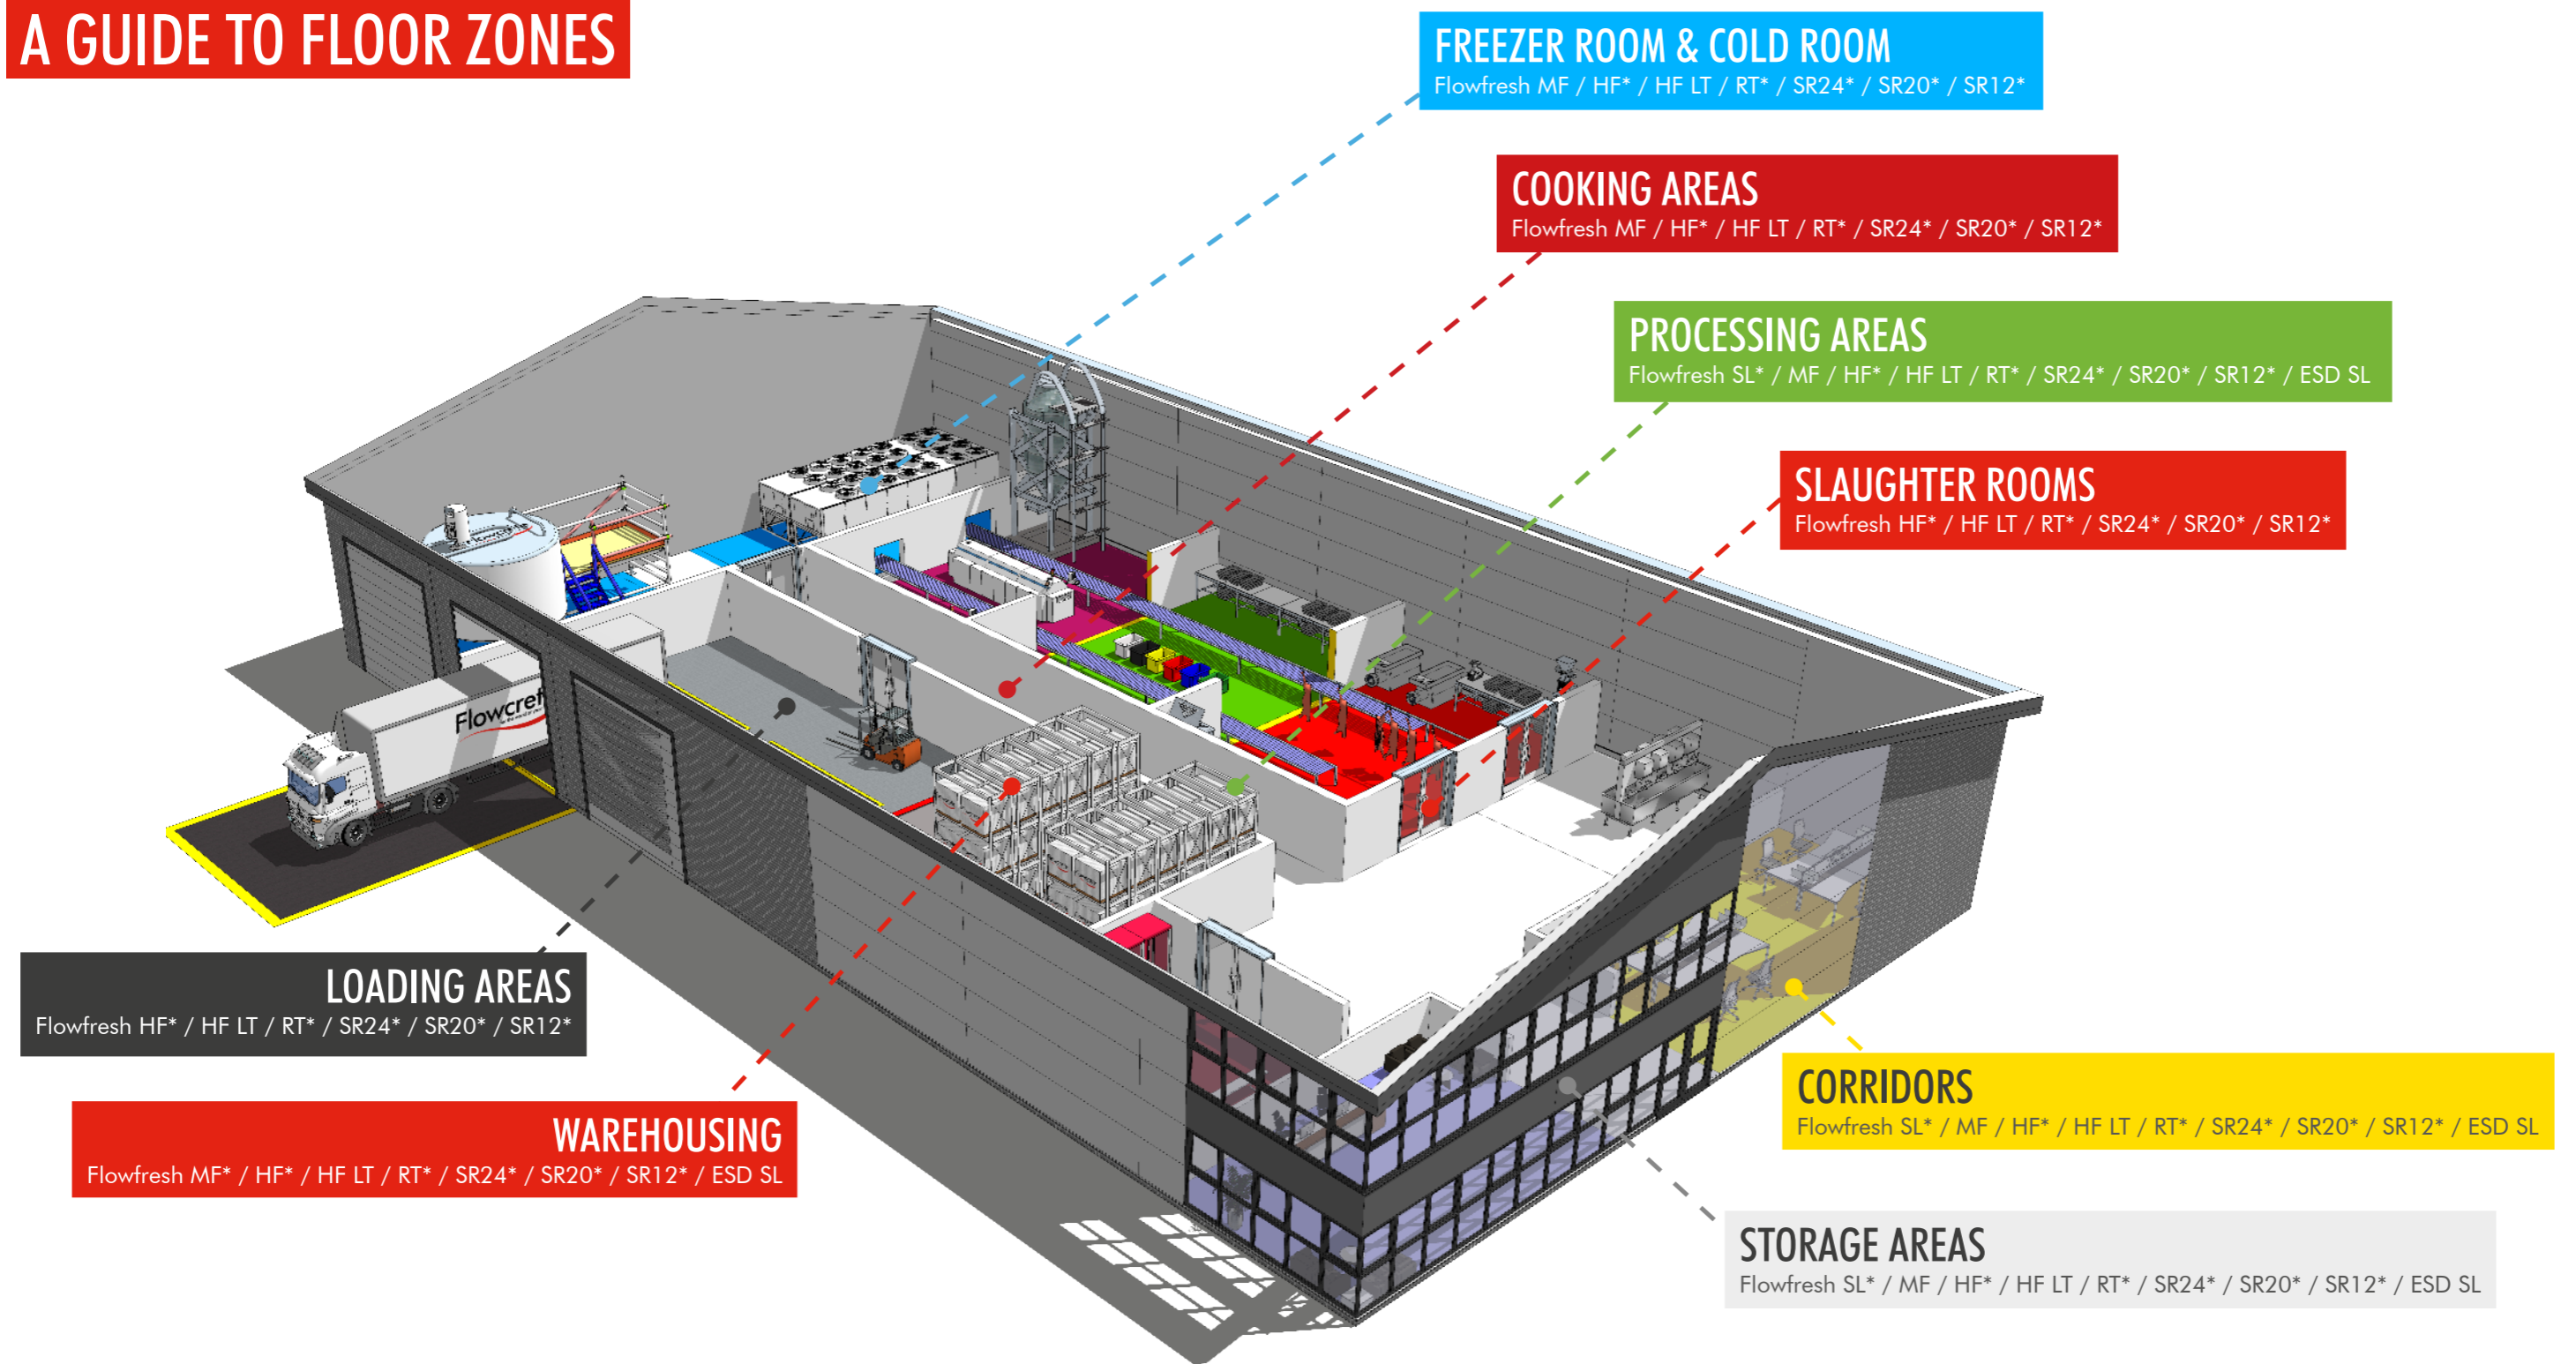 A GUIDE TO FLOOR ZONES
FREEZER ROOM & COLD ROOM
Flowfresh MF / HF* / HF LT / RT* / SR24* / SR20* / SR12*
COOKING AREAS
Flowfresh MF / HF* / HF LT / RT* / SR24* / SR20* / SR12*
PROCESSING AREAS
Flowfresh SL* / MF / HF* / HF LT / RT* / SR24* / SR20* / SR12* / ESD SL
SLAUGHTER ROOMS
Flowfresh HF* / HF LT / RT* / SR24* / SR20* / SR12*
Flowcret
LOADING AREAS
Flowfresh HF* / HF LT / RT* / SR24* / SR20* / SR12*
WAREHOUSING
Flowfresh MF* / HF* / HF LT / RT* / SR24* / SR20* / SR12* / ESD SL
CORRIDORS
Flowfresh SL* / MF / HF* / HF LT / RT* / SR24* / SR20* / SR12* / ESD SL
STORAGE AREAS
Flowfresh SL* / MF / HF* / HF LT / RT* / SR24* / SR20* / SR12* / ESD SL